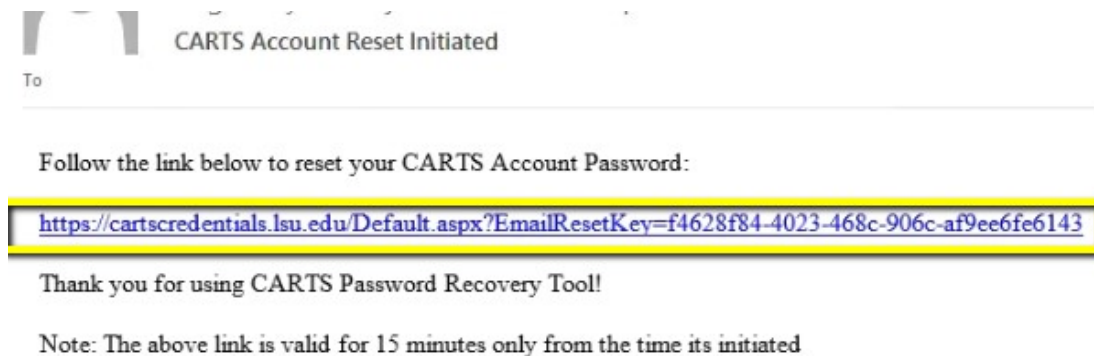 CARTS Account Reset Initiated
To
Follow the link below to reset your CARTS Account Password:
https://cartscredentials.lsu.edu/Default.aspx?EmailResetKey=f4628f84-4023-468c-906c-af9ee6fe6143
Thank you for using CARTS Password Recovery Tool!
Note: The above link is valid for 15 minutes only from the time its initiated